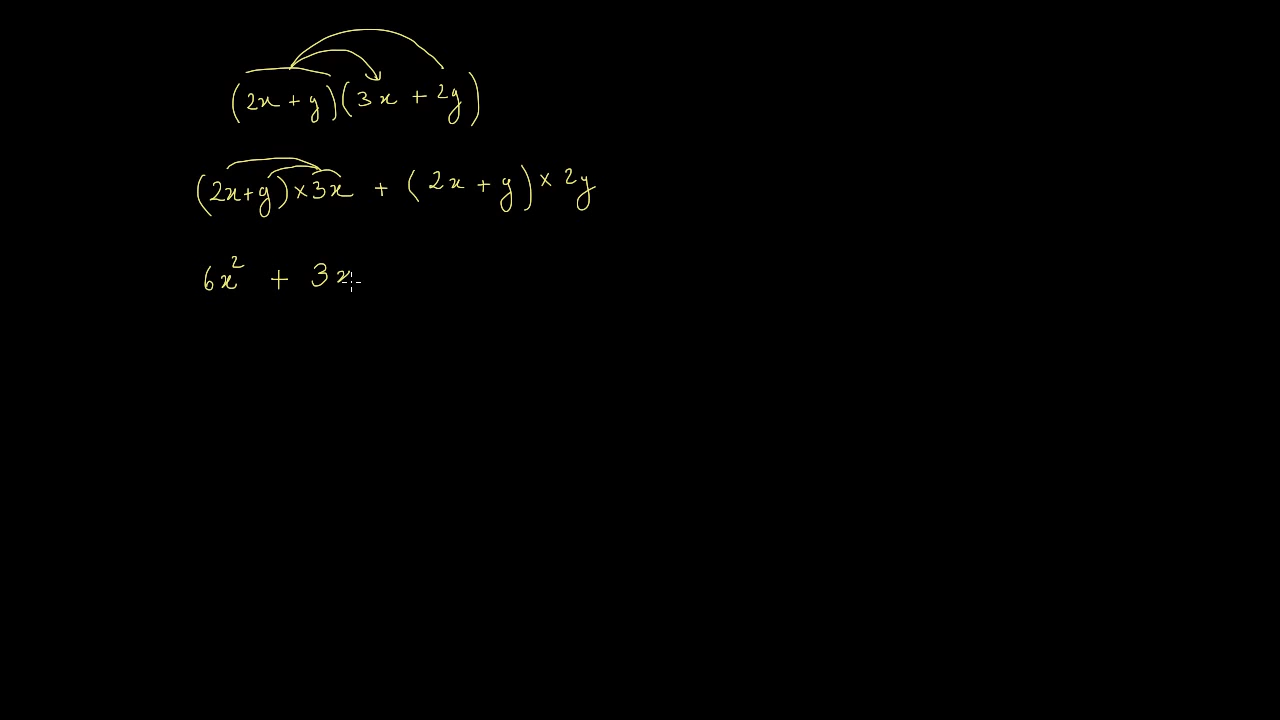 (2x + y)(3x + 2y)
(2x+y)×3x + (2x + y)×2y
6x² + 3x